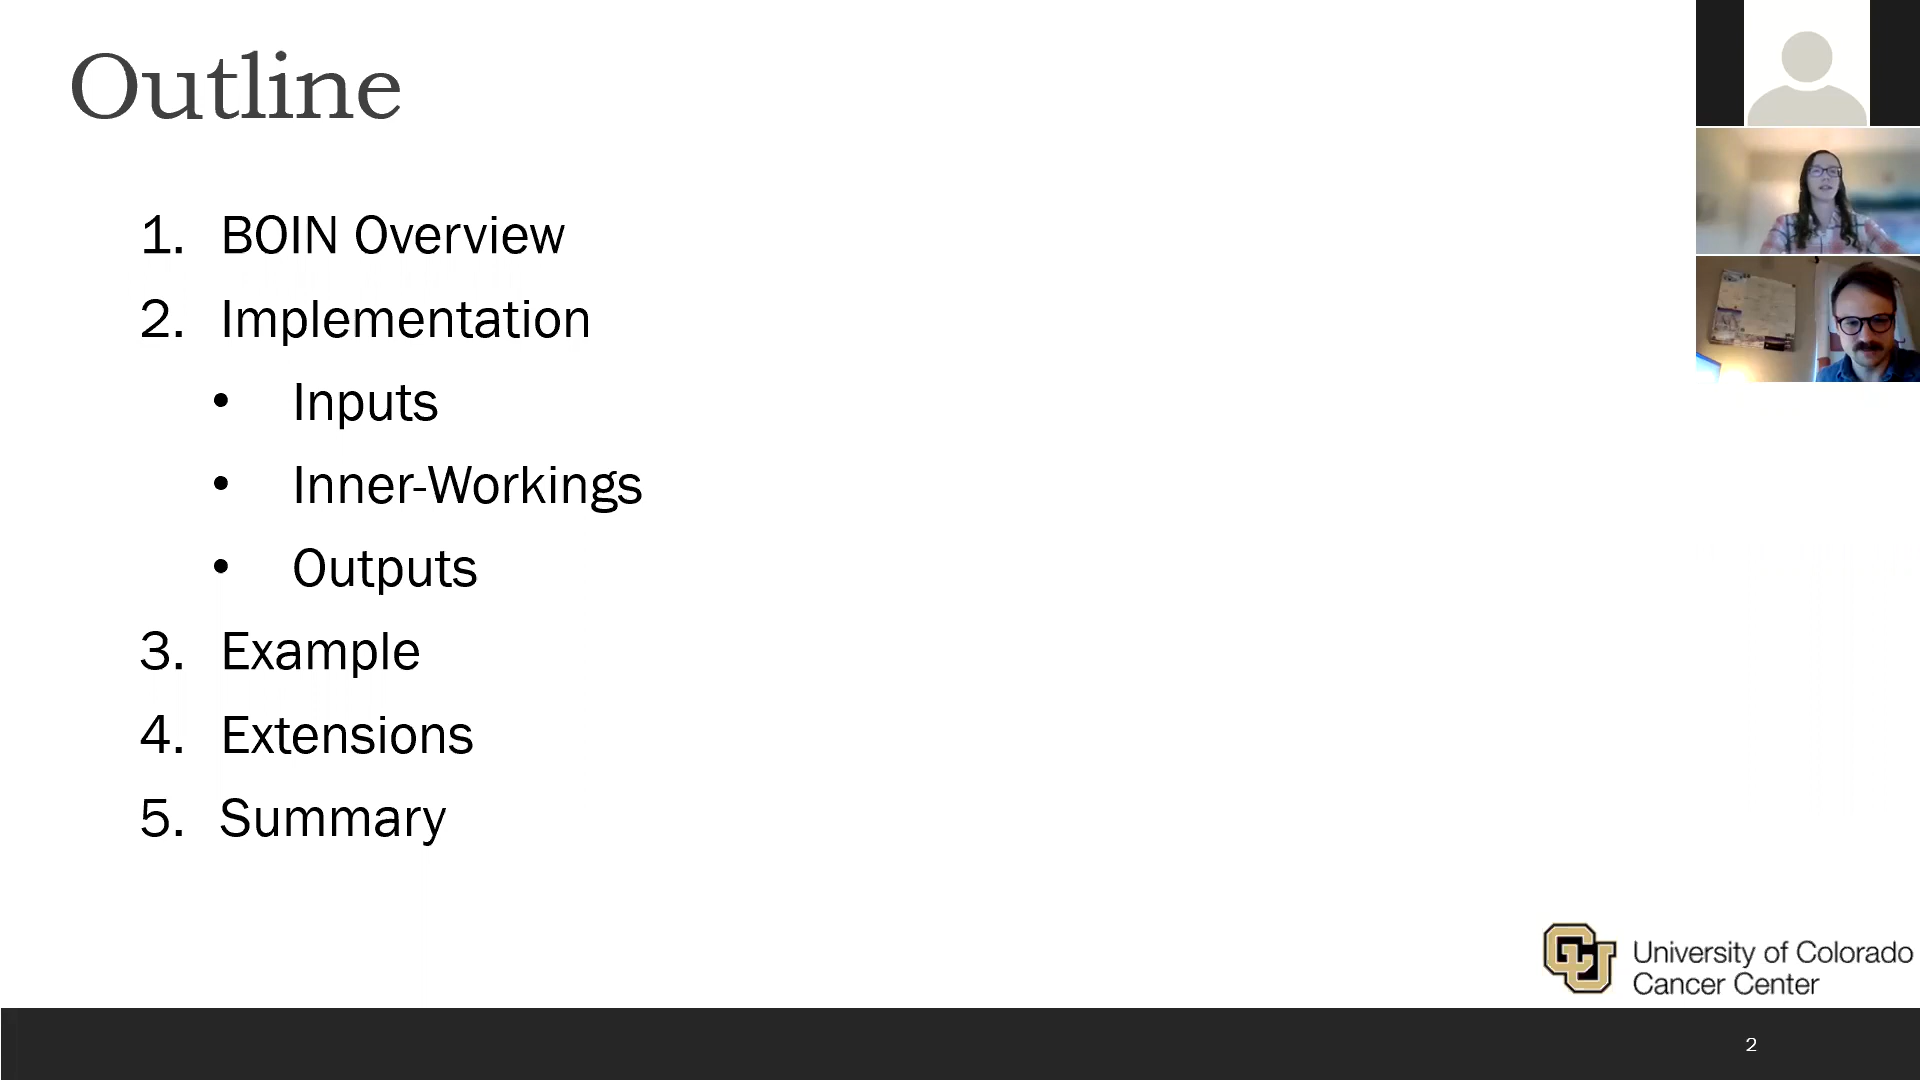 Outline
1. BOIN Overview
2. Implementation
• Inputs
• Inner-Workings
• Outputs
3. Example
4. Extensions
5. Summary
CU
University of Colorado
Cancer Center
2